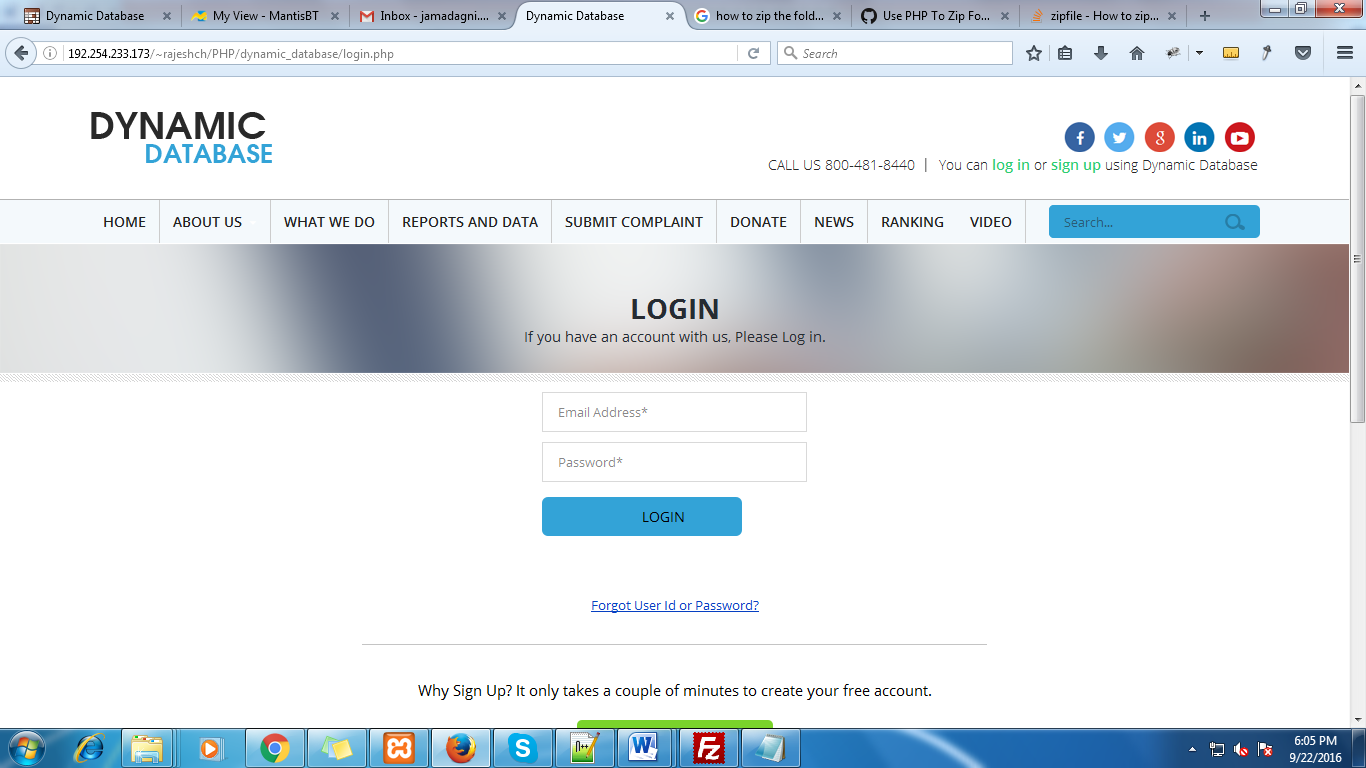 Dynamic Database
My View - MantisBT
Inbox - jamadagni....
Dynamic Database
how to zip the fold...
Use PHP To Zip Fo...
zipfile - How to zip...
192.254.233.173/~rajeshch/PHP/dynamic_database/login.php
Search
DYNAMIC
DATABASE
CALL US 800-481-8440 | You can log in or sign up using Dynamic Database
HOME
ABOUT US
WHAT WE DO
REPORTS AND DATA
SUBMIT COMPLAINT
DONATE
NEWS
RANKING
VIDEO
Search...
LOGIN
If you have an account with us, Please Log in.
Email Address*
Password*
LOGIN
Forgot User Id or Password?
Why Sign Up? It only takes a couple of minutes to create your free account.
6:05 PM
9/22/2016